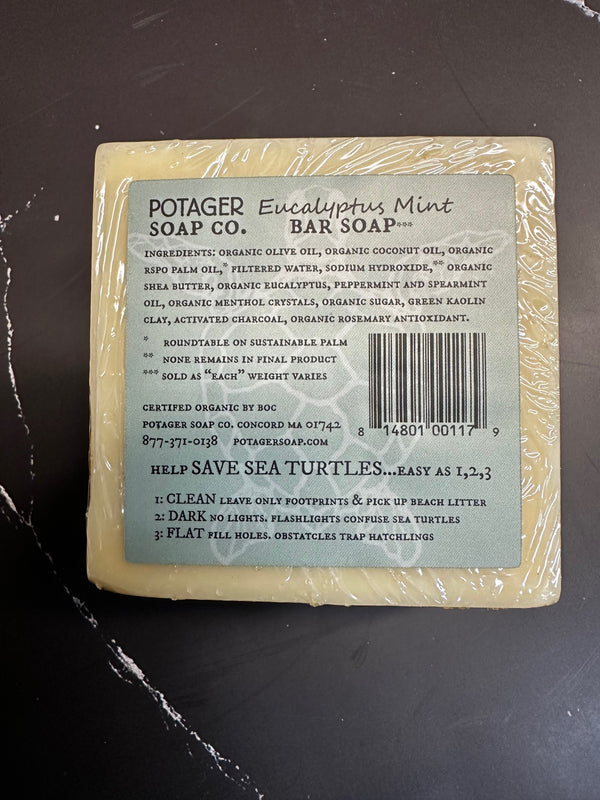 POTAGER Eucalyptus Mint
SOAP CO. BAR SOAP***
INGREDIENTS: ORGANIC OLIVE OIL, ORGANIC COCONUT OIL, ORGANIC
RSPO PALM OIL,* FILTERED WATER, SODIUM HYDROXIDE,** ORGANIC
SHEA BUTTER, ORGANIC EUCALYPTUS, PEPPERMINT AND SPEARMINT
OIL, ORGANIC MENTHOL CRYSTALS, ORGANIC SUGAR, GREEN KAOLIN
CLAY, ACTIVATED CHARCOAL, ORGANIC ROSEMARY ANTIOXIDANT.
* ROUNDTABLE ON SUSTAINABLE PALM
** NONE REMAINS IN FINAL PRODUCT
*** SOLD AS "EACH" WEIGHT VARIES
CERTIFED ORGANIC BY BOC
POTAGER SOAP CO. CONCORD MA 01742
877-371-0138 POTAGERSOAP.COM
8 14801 00117 9
HELP SAVE SEA TURTLES...EASY AS 1,2,3
1: CLEAN LEAVE ONLY FOOTPRINTS & PICK UP BEACH LITTER
2: DARK NO LIGHTS. FLASHLIGHTS CONFUSE SEA TURTLES
3: FLAT FILL HOLES. OBSTATCLES TRAP HATCHLINGS